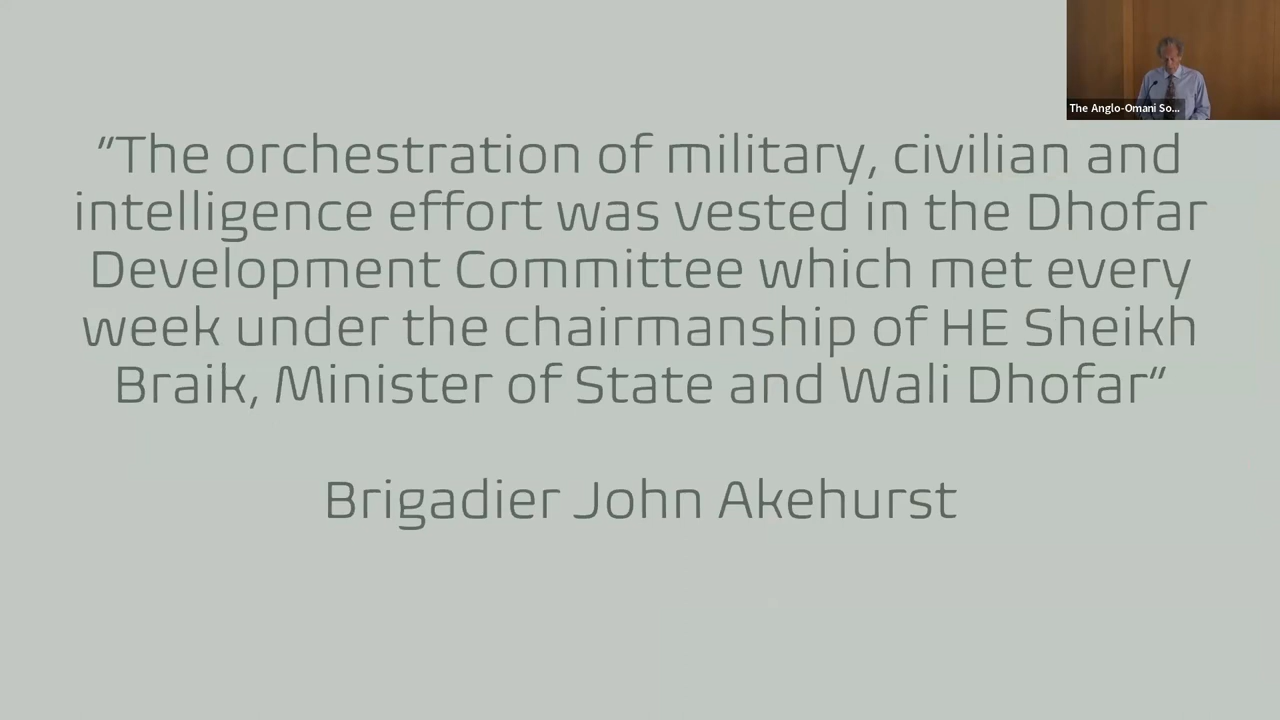 The Anglo-Omani So...
“The orchestration of military, civilian and
intelligence effort was vested in the Dhofar
Development Committee which met every
week under the chairmanship of HE Sheikh
Braik, Minister of State and Wali Dhofar“
Brigadier John Akehurst